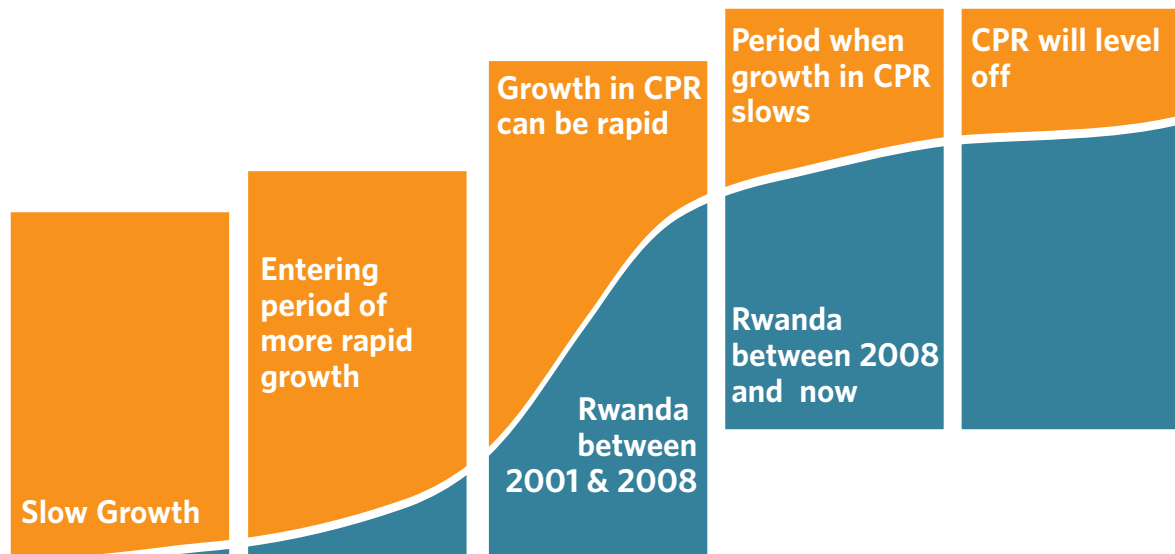 Slow Growth
Entering
period of
more rapid
growth
Growth in CPR
can be rapid
Rwanda
between
2001 & 2008
Period when
growth in CPR
slows
Rwanda
between 2008
and now
CPR will level
off